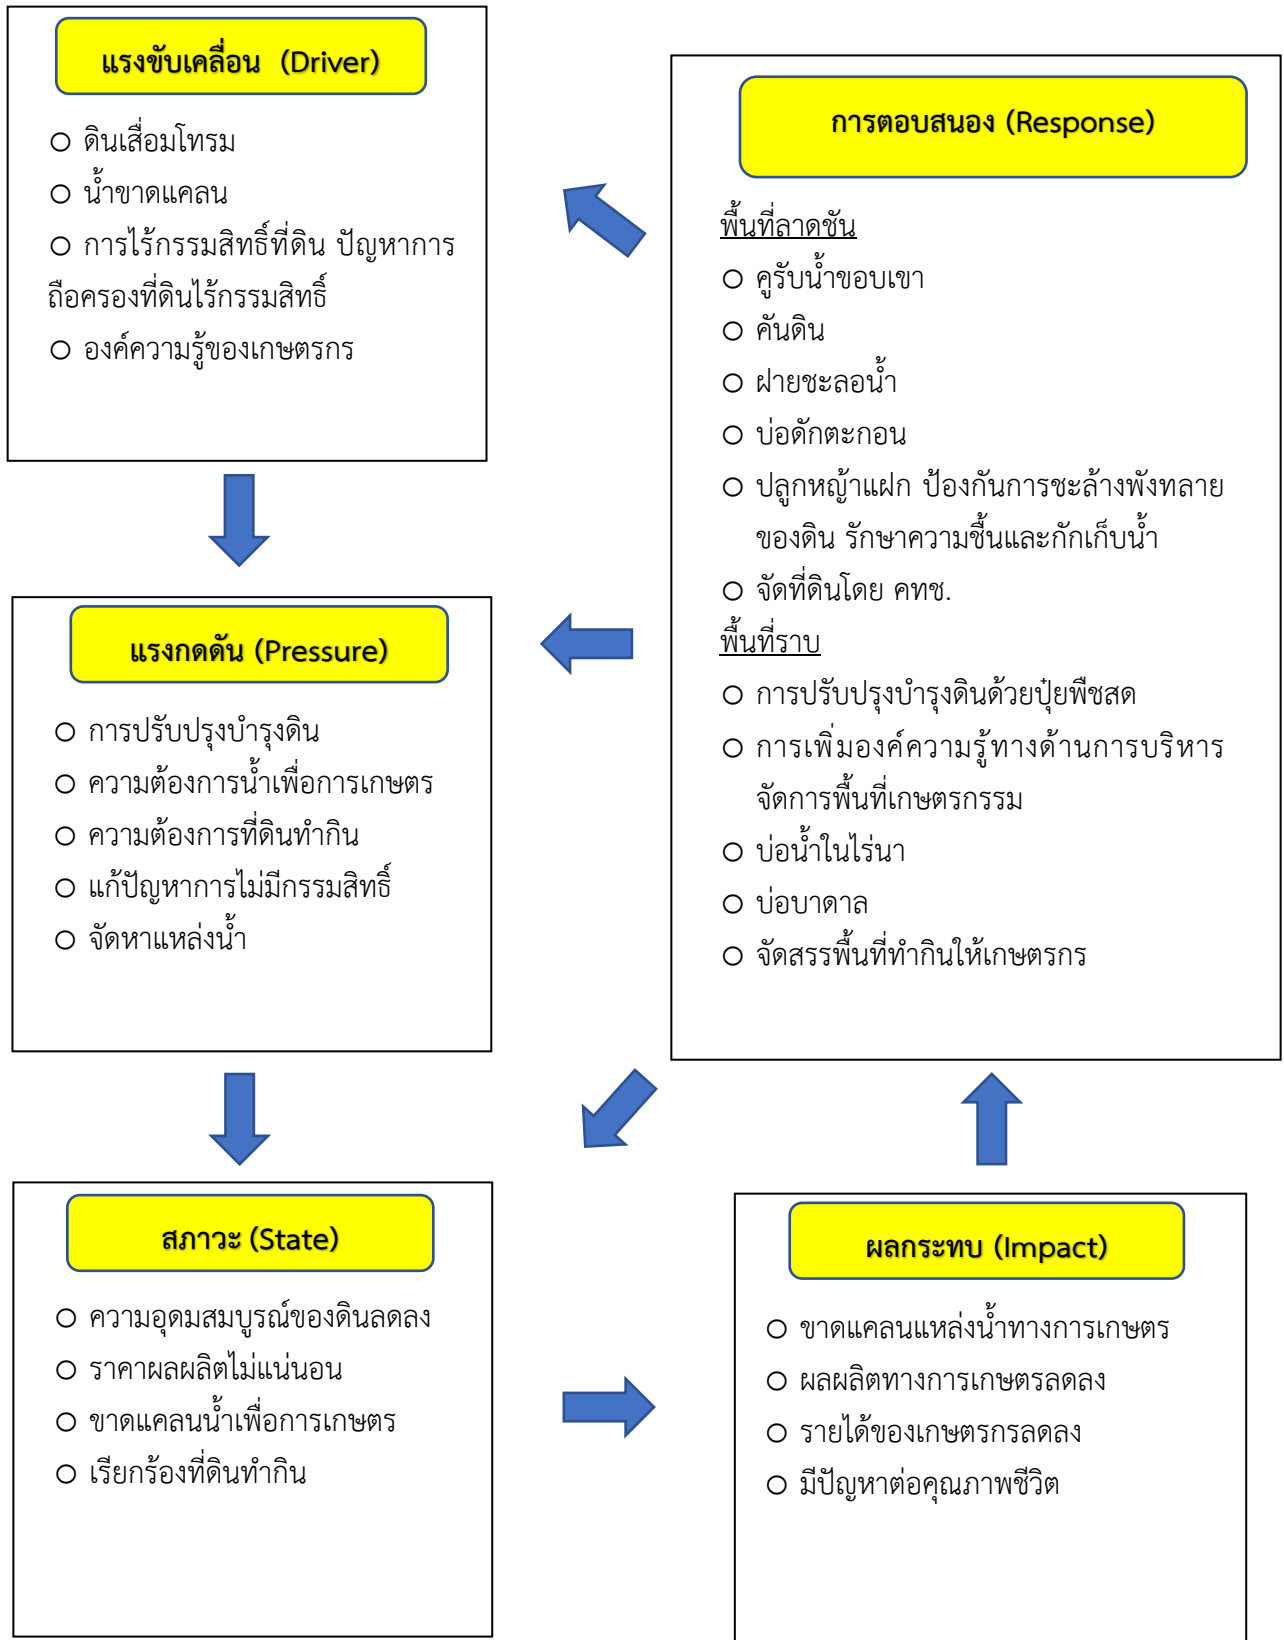 แรงขับเคลื่อน (Driver)
○ ดินเสื่อมโทรม
○ น้ำขาดแคลน
○ การไร้กรรมสิทธิ์ที่ดิน ปัญหาการ
ถือครองที่ดินไร้กรรมสิทธิ์
○ องค์ความรู้ของเกษตรกร
แรงกดดัน (Pressure)
○ การปรับปรุงบำรุงดิน
○ ความต้องการน้ำเพื่อการเกษตร
○ ความต้องการที่ดินทำกิน
○ แก้ปัญหาการไม่มีกรรมสิทธิ์
○ จัดหาแหล่งน้ำ
สภาวะ (State)
○ ความอุดมสมบูรณ์ของดินลดลง
○ ราคาผลผลิตไม่แน่นอน
○ ขาดแคลนน้ำเพื่อการเกษตร
○ เรียกร้องที่ดินทำกิน
การตอบสนอง (Response)
พื้นที่ลาดชัน
○ คูรับน้ำขอบเขา
○ คันดิน
○ ฝายชะลอน้ำ
○ บ่อดักตะกอน
○ ปลูกหญ้าแฝก ป้องกันการชะล้างพังทลาย
ของดิน รักษาความชื้นและกักเก็บน้ำ
○ จัดที่ดินโดย คทช.
พื้นที่ราบ
○ การปรับปรุงบำรุงดินด้วยปุ๋ยพืชสด
○ การเพิ่มองค์ความรู้ทางด้านการบริหาร
จัดการพื้นที่เกษตรกรรม
○ บ่อน้ำในไร่นา
○ บ่อบาดาล
○ จัดสรรพื้นที่ทำกินให้เกษตรกร
ผลกระทบ (Impact)
○ ขาดแคลนแหล่งน้ำทางการเกษตร
○ ผลผลิตทางการเกษตรลดลง
○ รายได้ของเกษตรกรลดลง
○ มีปัญหาต่อคุณภาพชีวิต